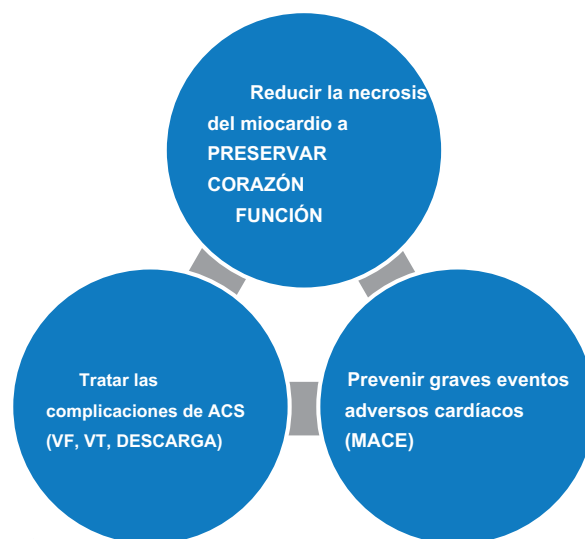 Reducir la necrosis
del miocardio a
PRESERVAR
CORAZÓN
FUNCIÓN
Tratar las
complicaciones de ACS
(VF, VT, DESCARGA)
Prevenir graves eventos
adversos cardíacos
(MACE)